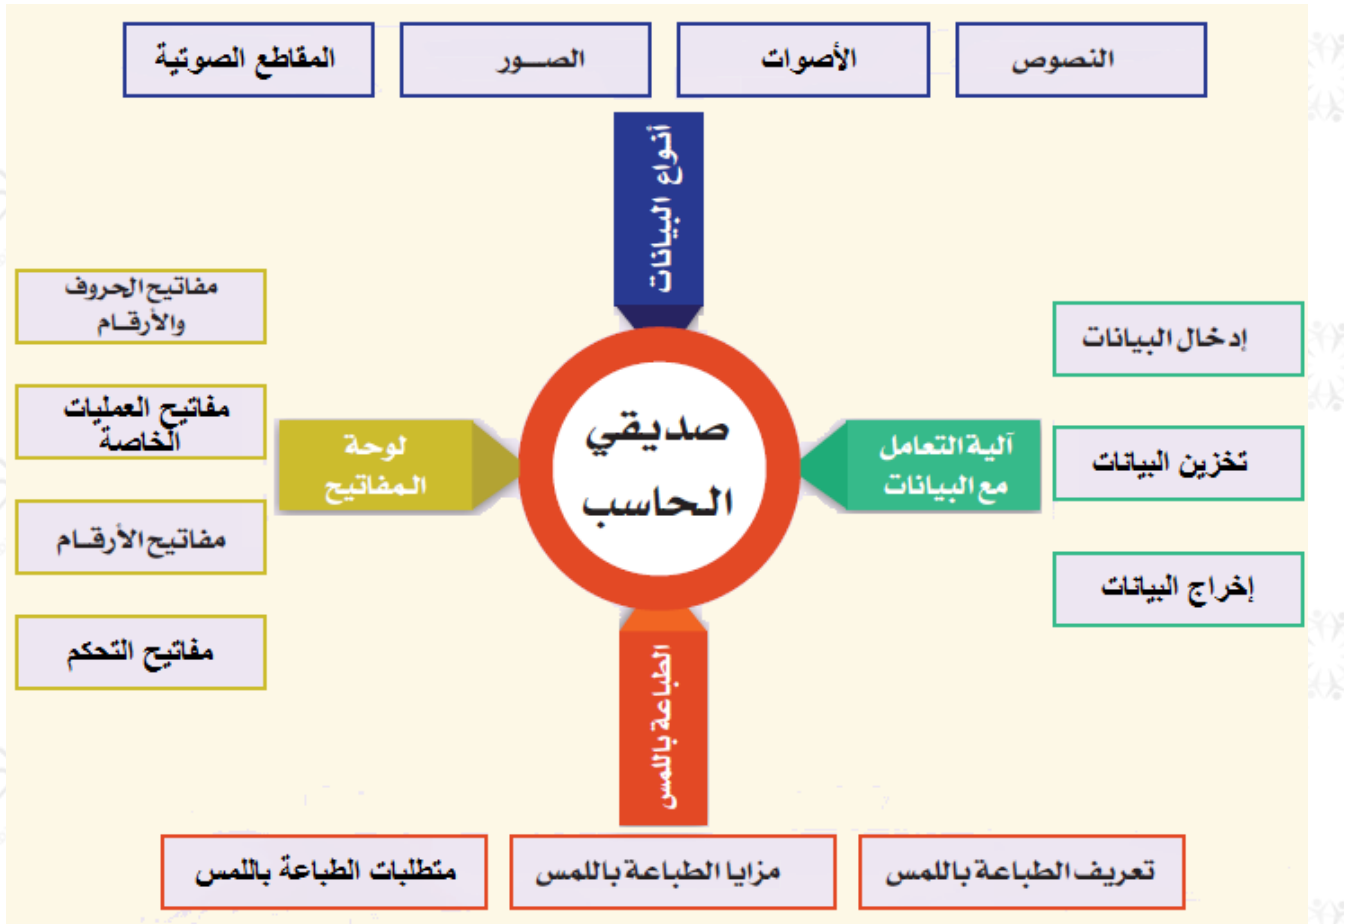 النصوص
الأصوات
الصـــور
المقاطع الصوتية
أنواع البيانات
صديقي
الحاسب
آلية التعامل
مع البيانات
إدخال البيانات
تخزين البيانات
إخراج البيانات
لوحة
المفاتيح
مفاتيح الحروف
والأرقــام
مفاتيح العمليات
الخاصة
مفاتيح الأرقــام
مفاتيح التحكم
الطباعة باللمس
تعريف الطباعة باللمس
مزايا الطباعة باللمس
متطلبات الطباعة باللمس